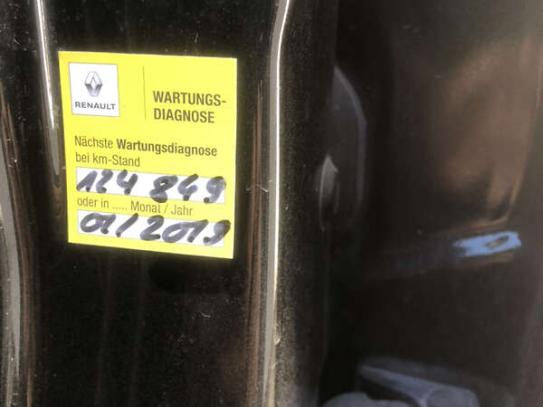 RENAULT
WARTUNGS-
DIAGNOSE
Nächste Wartungsdiagnose
bei km-Stand
124 849
oder in ..... Monat / Jahr
01/2019